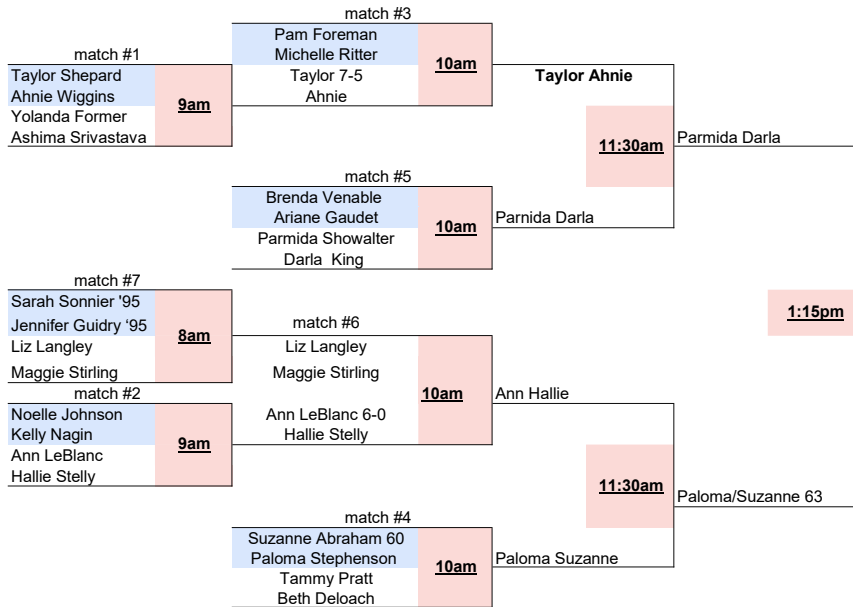 match #3
Pam Foreman
Michelle Ritter
10am
Taylor 7-5
Ahnie
match #1
Taylor Shepard
Ahnie Wiggins
9am
Yolanda Former
Ashima Srivastava
Taylor Ahnie
11:30am
Parmida Darla
match #5
Brenda Venable
Ariane Gaudet
10am
Parmida Showalter
Darla King
Parnida Darla
match #7
Sarah Sonnier '95
Jennifer Guidry ‘95
8am
Liz Langley
Maggie Stirling
match #6
Liz Langley
Maggie Stirling
10am
Ann LeBlanc 6-0
Hallie Stelly
Ann Hallie
1:15pm
match #2
Noelle Johnson
Kelly Nagin
9am
Ann LeBlanc
Hallie Stelly
11:30am
Paloma/Suzanne 63
match #4
Suzanne Abraham 60
Paloma Stephenson
10am
Tammy Pratt
Beth Deloach
Paloma Suzanne